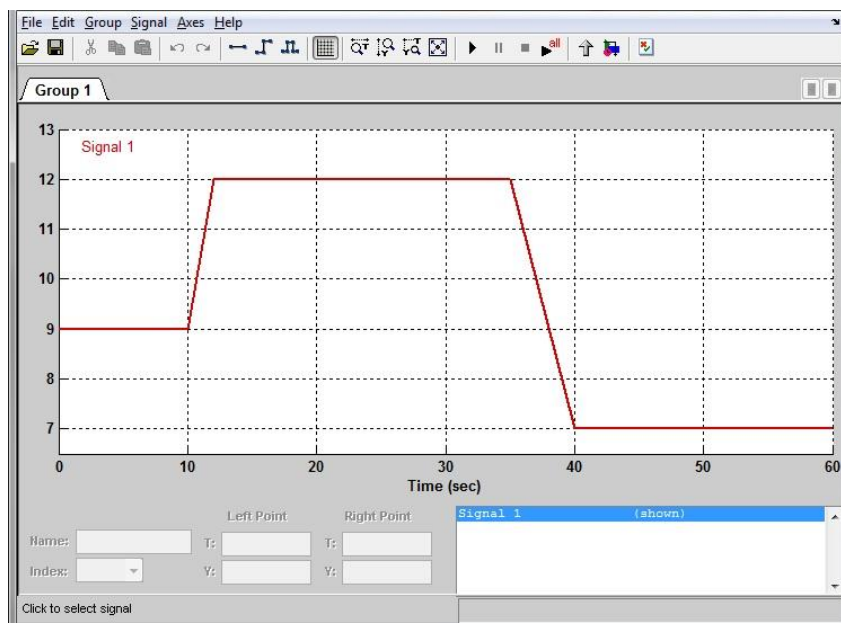 File Edit Group Signal Axes Help
all
Group 1
13
Signal 1
12
11
10
9
8
7
0 10 20 30 40 50 60
Time (sec)
Left Point Right Point
Name: T: T:
Index: Y: Y:
Signal 1 (shown)
Click to select signal